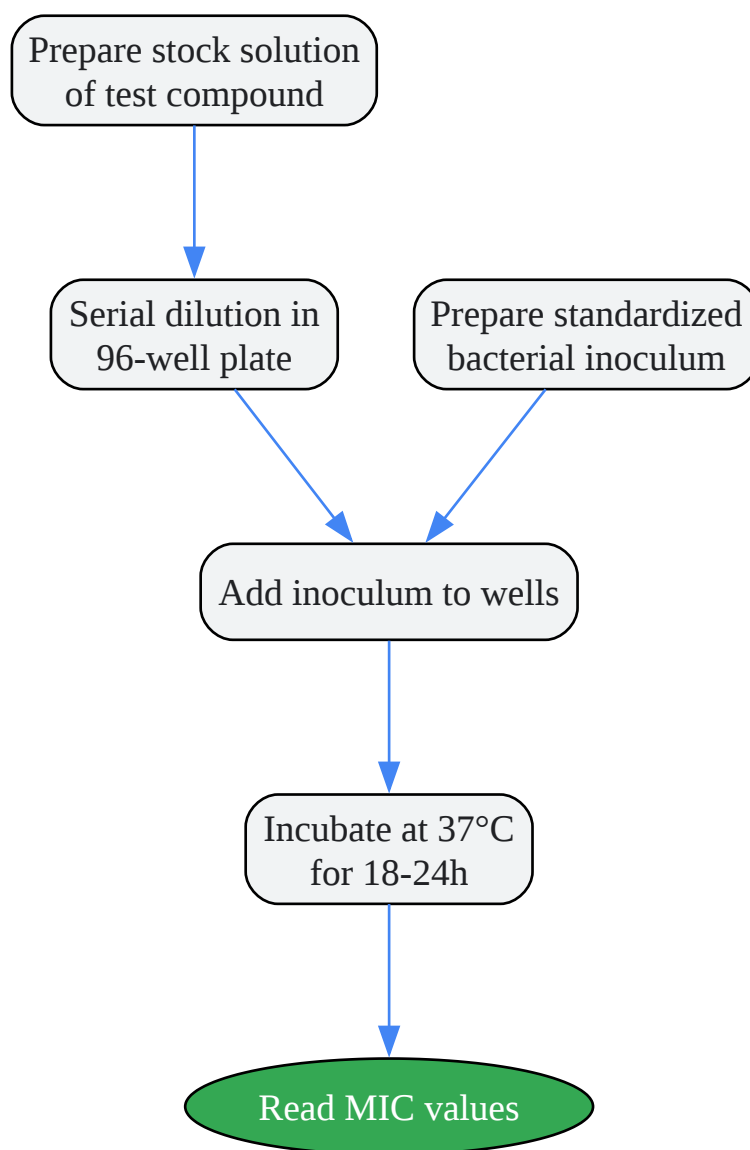 Prepare stock solution
of test compound
Serial dilution in
96-well plate
Prepare standardized
bacterial inoculum
Add inoculum to wells
Incubate at 37°C
for 18-24h
Read MIC values